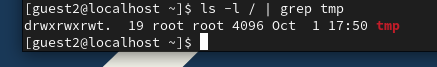 [guest2@localhost ~]$ ls -l / | grep tmp
drwxrwxrwt.  19 root root 4096 Oct  1 17:50 tmp
[guest2@localhost ~]$